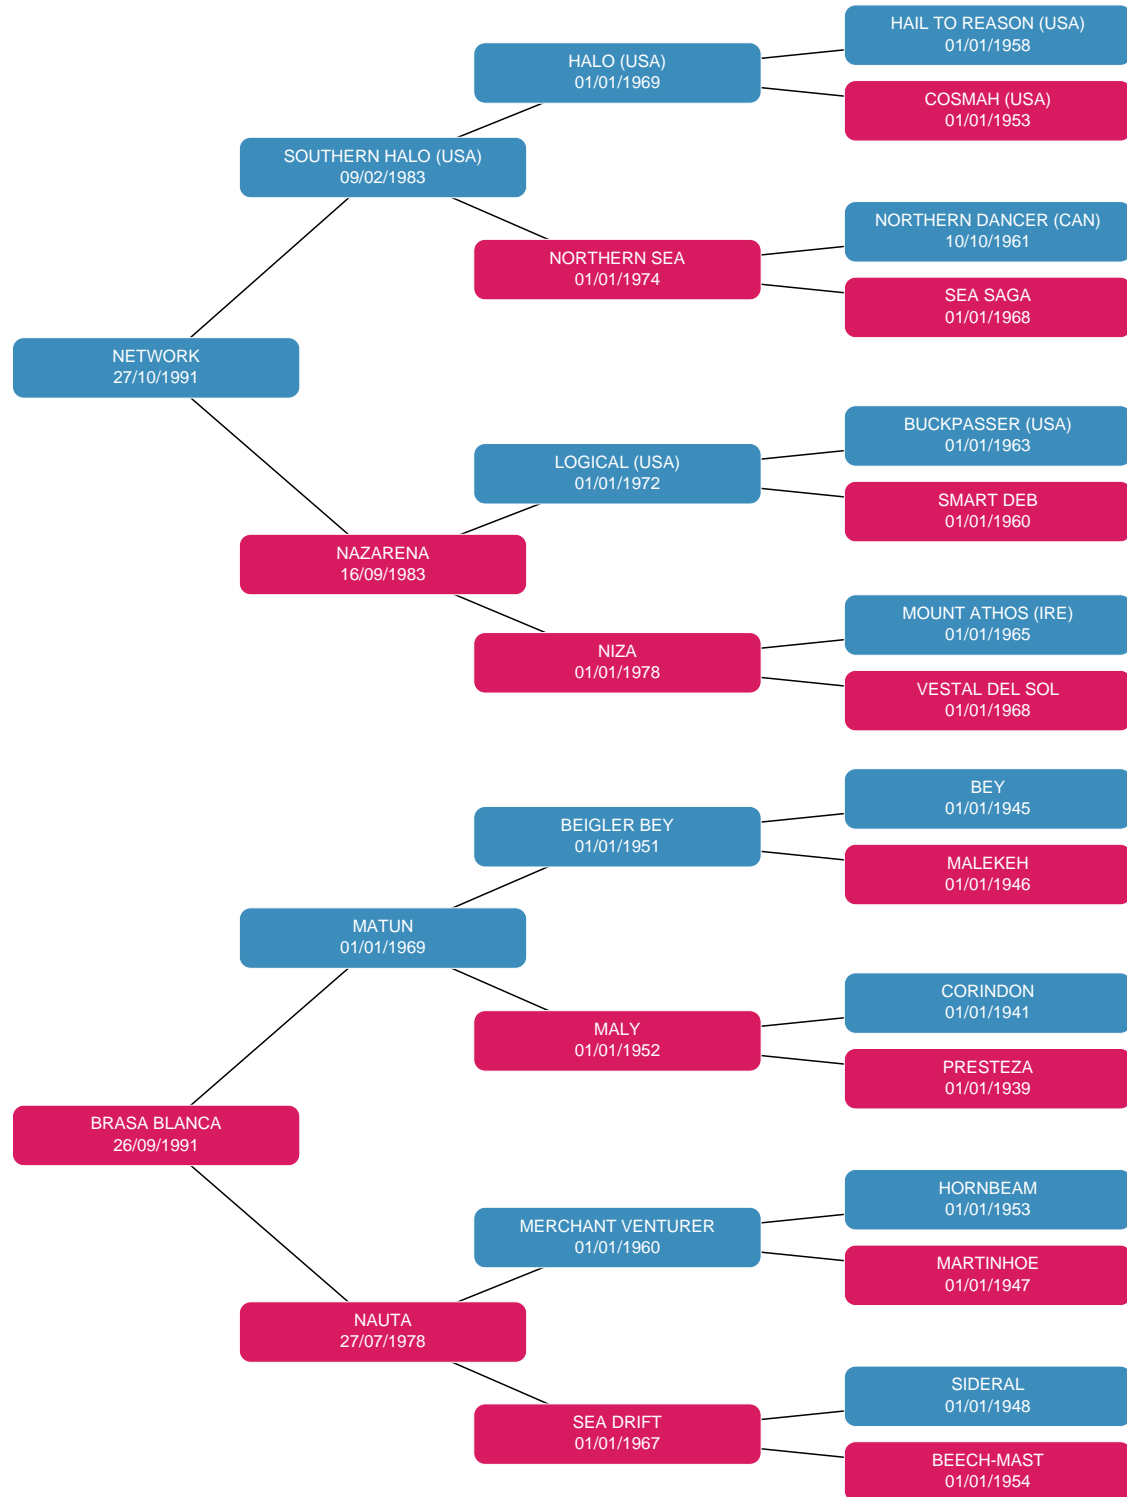 HAIL TO REASON (USA)
01/01/1958
HALO (USA)
01/01/1969
COSMAH (USA)
01/01/1953
SOUTHERN HALO (USA)
09/02/1983
NORTHERN DANCER (CAN)
10/10/1961
NORTHERN SEA
01/01/1974
SEA SAGA
01/01/1968
NETWORK
27/10/1991
BUCKPASSER (USA)
01/01/1963
LOGICAL (USA)
01/01/1972
SMART DEB
01/01/1960
NAZARENA
16/09/1983
MOUNT ATHOS (IRE)
01/01/1965
NIZA
01/01/1978
VESTAL DEL SOL
01/01/1968
BEY
01/01/1945
BEIGLER BEY
01/01/1951
MALEKEH
01/01/1946
MATUN
01/01/1969
CORINDON
01/01/1941
MALY
01/01/1952
PRESTEZA
01/01/1939
BRASA BLANCA
26/09/1991
HORNBEAM
01/01/1953
MERCHANT VENTURER
01/01/1960
MARTINHOE
01/01/1947
NAUTA
27/07/1978
SIDERAL
01/01/1948
SEA DRIFT
01/01/1967
BEECH-MAST
01/01/1954